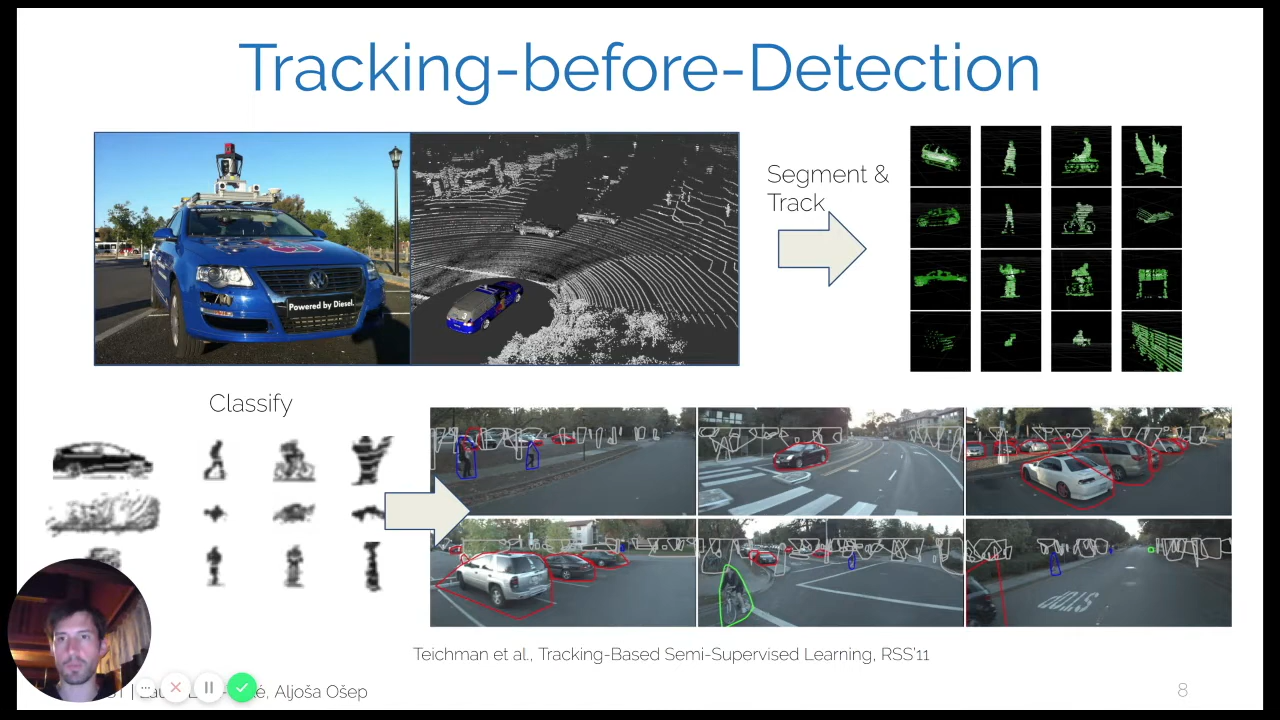 Tracking-before-Detection
Powered by Diesel.
Segment &
Track
Classify
STOP
Teichman et al., Tracking-Based Semi-Supervised Learning, RSS'11
Aljoša Ošep
8